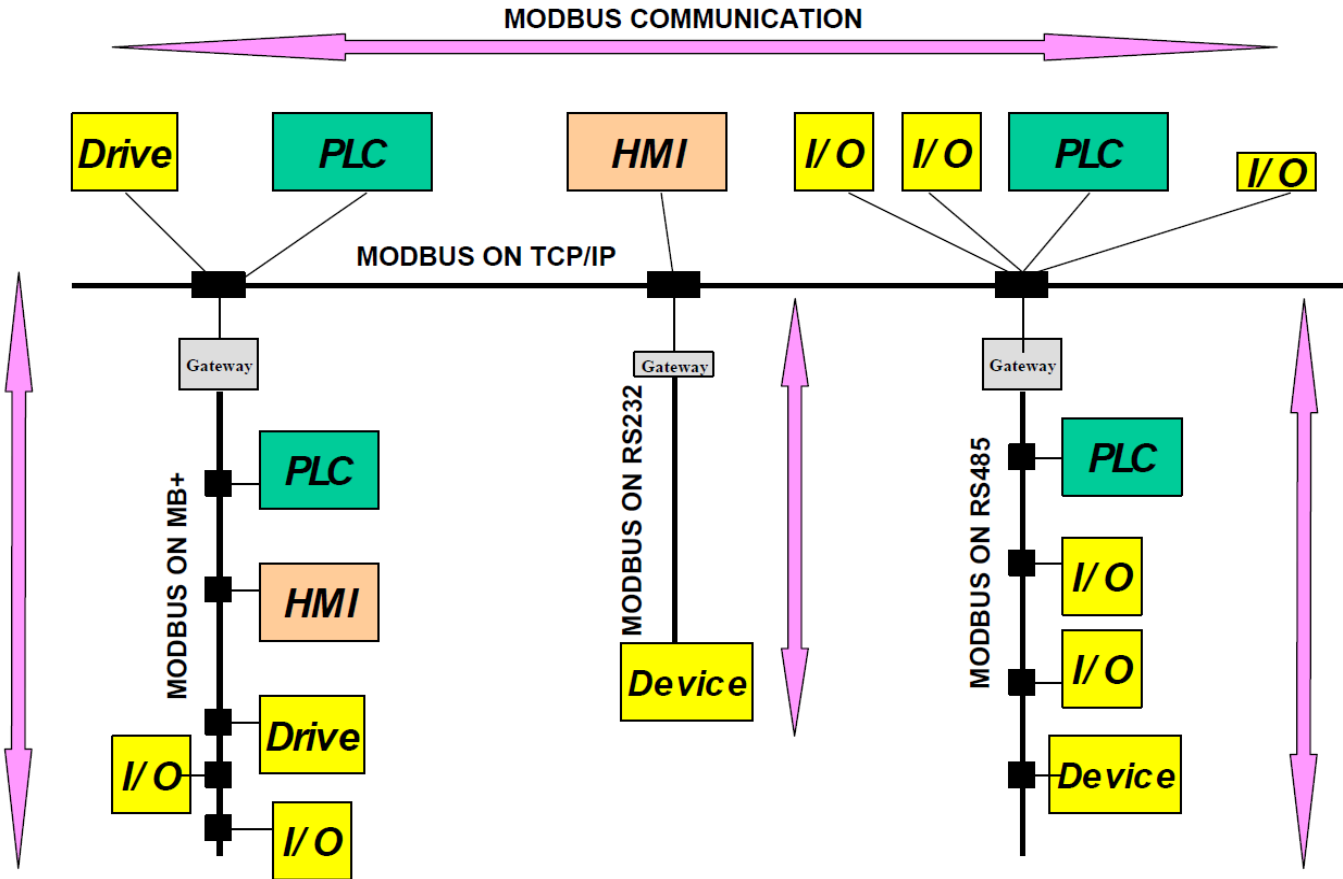 MODBUS COMMUNICATION
Drive
PLC
HMI
I/O
I/O
PLC
I/O
MODBUS ON TCP/IP
Gateway
Gateway
Gateway
MODBUS ON MB+
PLC
HMI
Drive
I/O
I/O
MODBUS ON RS232
Device
MODBUS ON RS485
PLC
I/O
I/O
Device